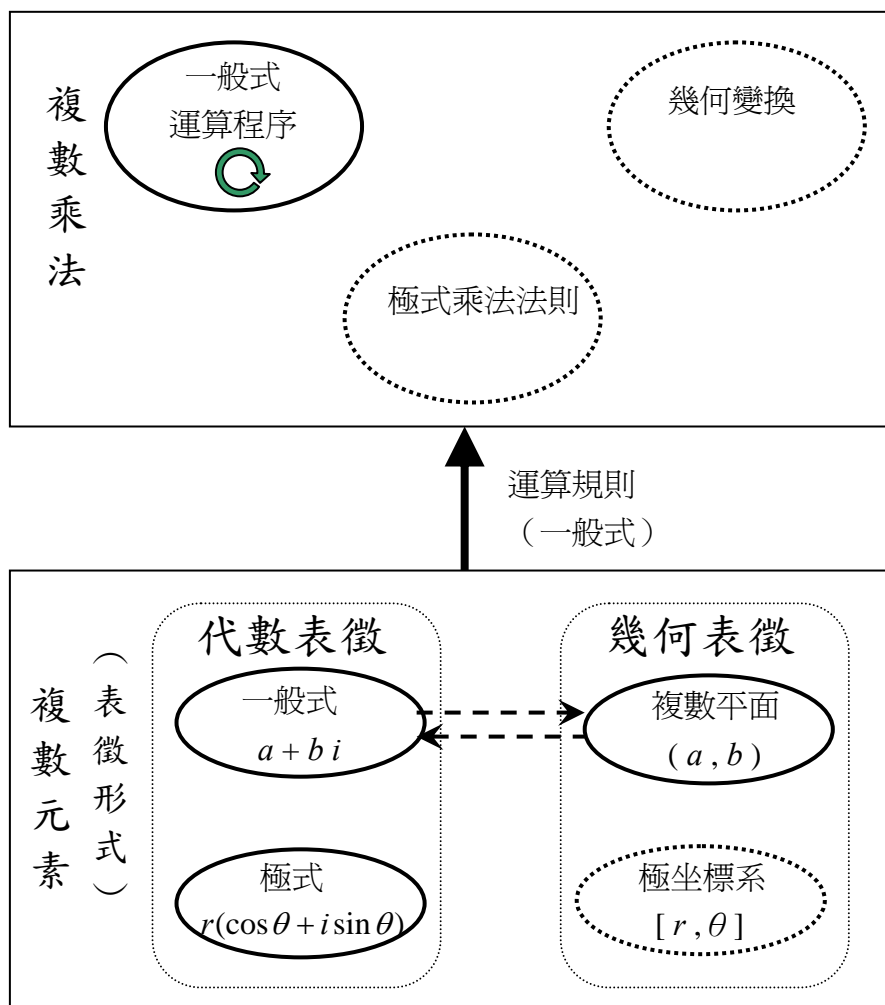 複數乘法
一般式
運算程序
幾何變換
極式乘法法則
運算規則
（一般式）
複數元素
（表徵形式）
代數表徵
幾何表徵
一般式
a + b i
複數平面
( a , b )
極式
r(cosθ + i sinθ)
極坐標系
[ r , θ ]